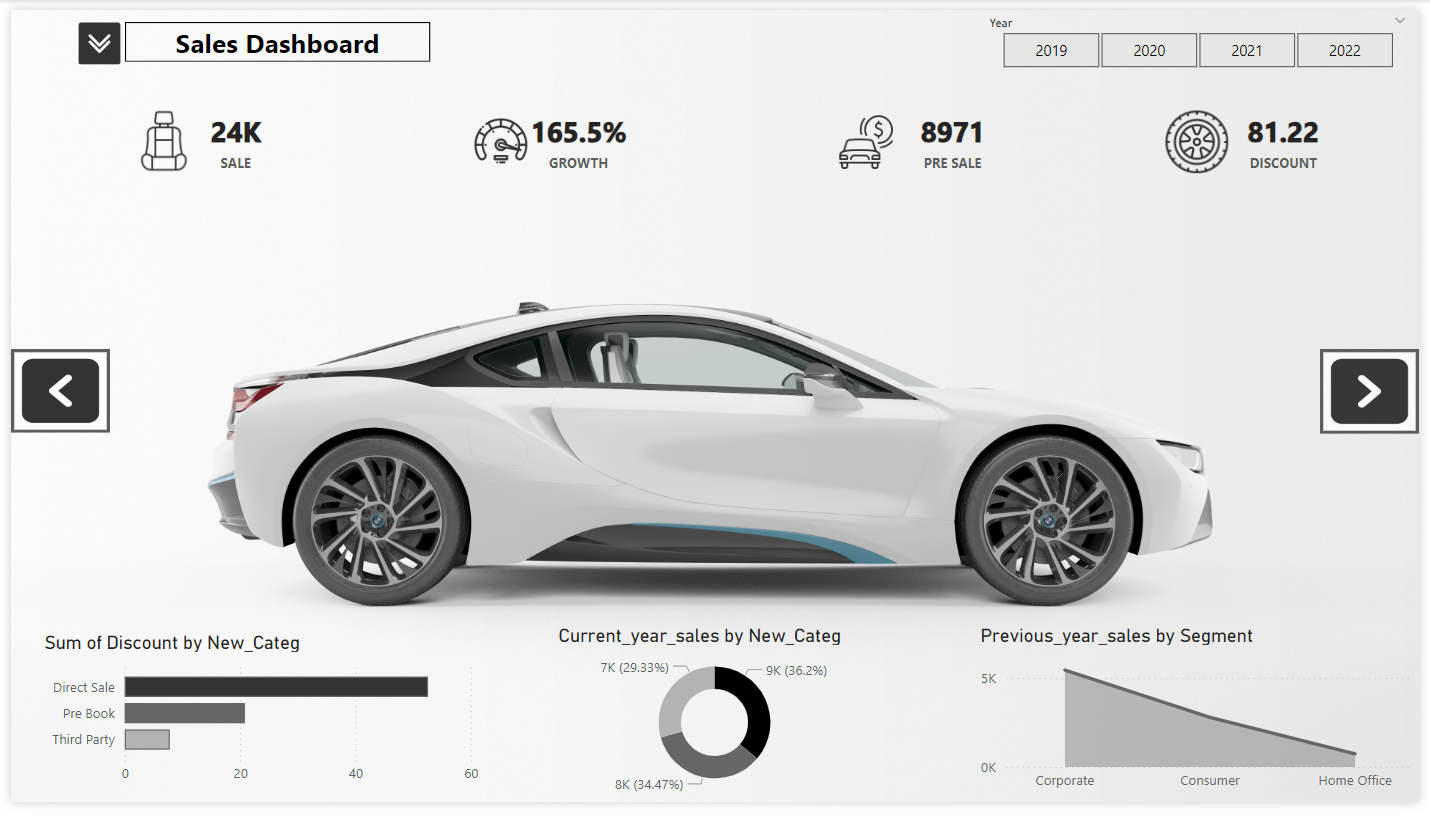 Sales Dashboard
Year
2019 2020 2021 2022
24K
SALE
165.5%
GROWTH
8971
PRE SALE
81.22
DISCOUNT
Sum of Discount by New_Categ
Direct Sale
Pre Book
Third Party
0 20 40 60
Current_year_sales by New_Categ
7K (29.33%)
9K (36.2%)
8K (34.47%)
Previous_year_sales by Segment
5K
0K
Corporate Consumer Home Office